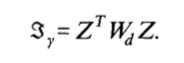 ℑ_γ = Z^T W_d Z.